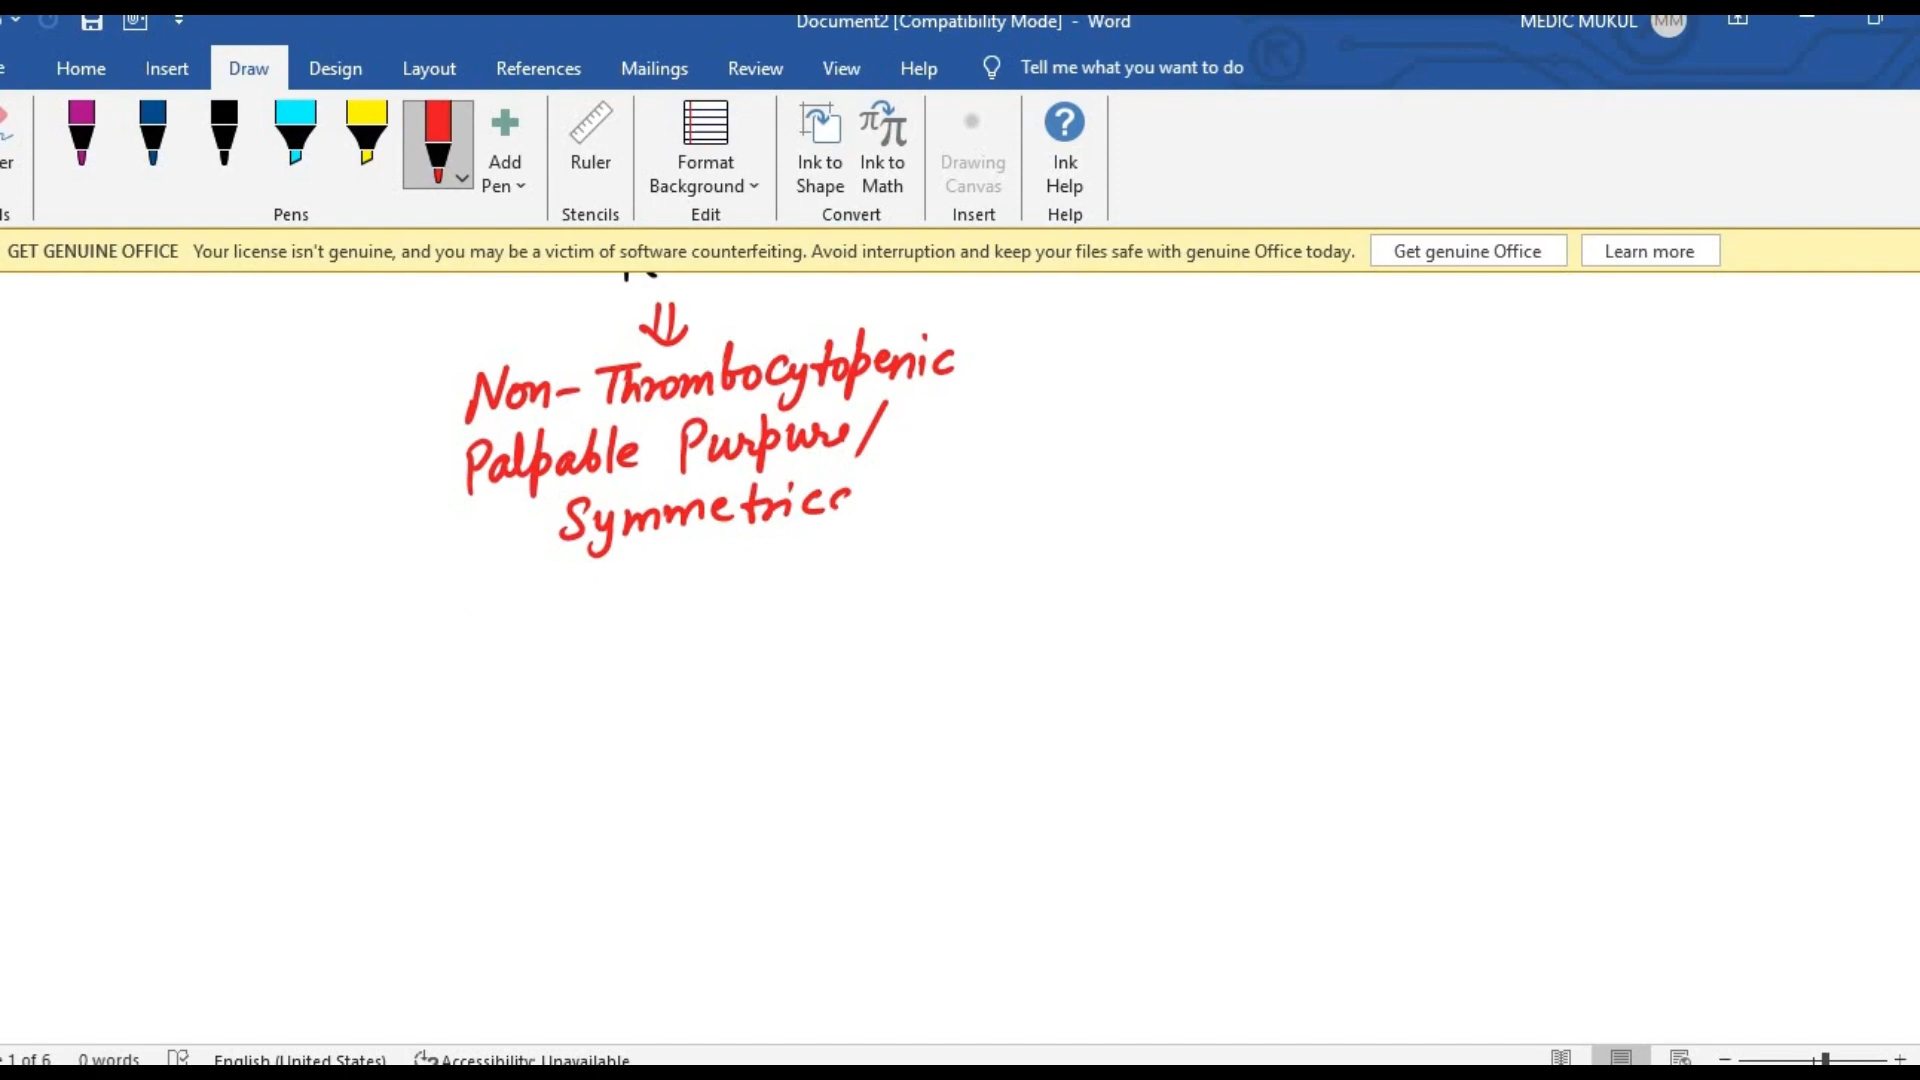 Document2 [Compatibility Mode] - Word
MEDIC MUKUL MM
Home Insert Draw Design Layout References Mailings Review View Help Tell me what you want to do
Add Pen
Ruler
Format Background
Ink to Shape
Ink to Math
Drawing Canvas
Ink Help
Pens Stencils Edit Convert Insert Help
GET GENUINE OFFICE Your license isn't genuine, and you may be a victim of software counterfeiting. Avoid interruption and keep your files safe with genuine Office today. Get genuine Office Learn more
Non-Thrombocytopenic
Palpable Purpure/
Symmetrica
1 of 6 0 words English (United States) Accessibility: Unavailable